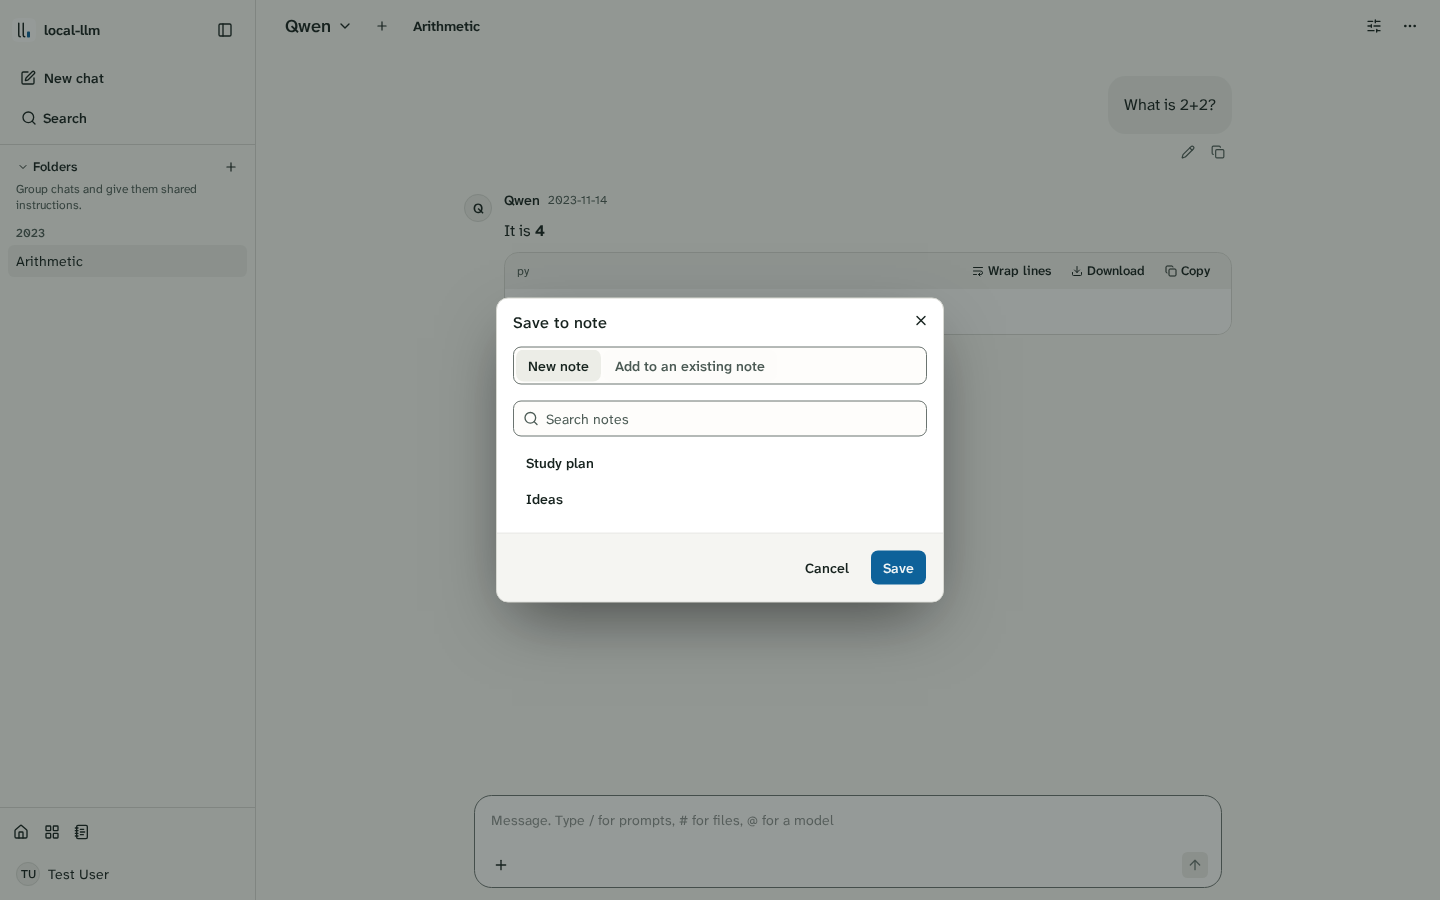 local-llm
New chat
Search
Folders
Group chats and give them shared
instructions.
2023
Arithmetic
TU Test User
Qwen
Arithmetic
What is 2+2?
Q
Qwen 2023-11-14
It is 4
py Wrap lines Download Copy
Save to note
New note Add to an existing note
Search notes
Study plan
Ideas
Cancel Save
Message. Type / for prompts, # for files, @ for a model